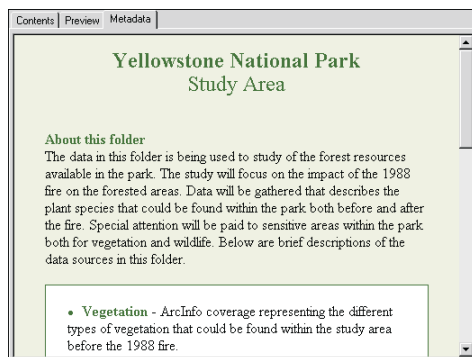 Contents Preview Metadata
Yellowstone National Park
Study Area
About this folder
The data in this folder is being used to study of the forest resources
available in the park. The study will focus on the impact of the 1988
fire on the forested areas. Data will be gathered that describes the
plant species that could be found within the park both before and after
the fire. Special attention will be paid to sensitive areas within the park
both for vegetation and wildlife. Below are brief descriptions of the
data sources in this folder.
• Vegetation - ArcInfo coverage representing the different
types of vegetation that could be found within the study area
before the 1988 fire.